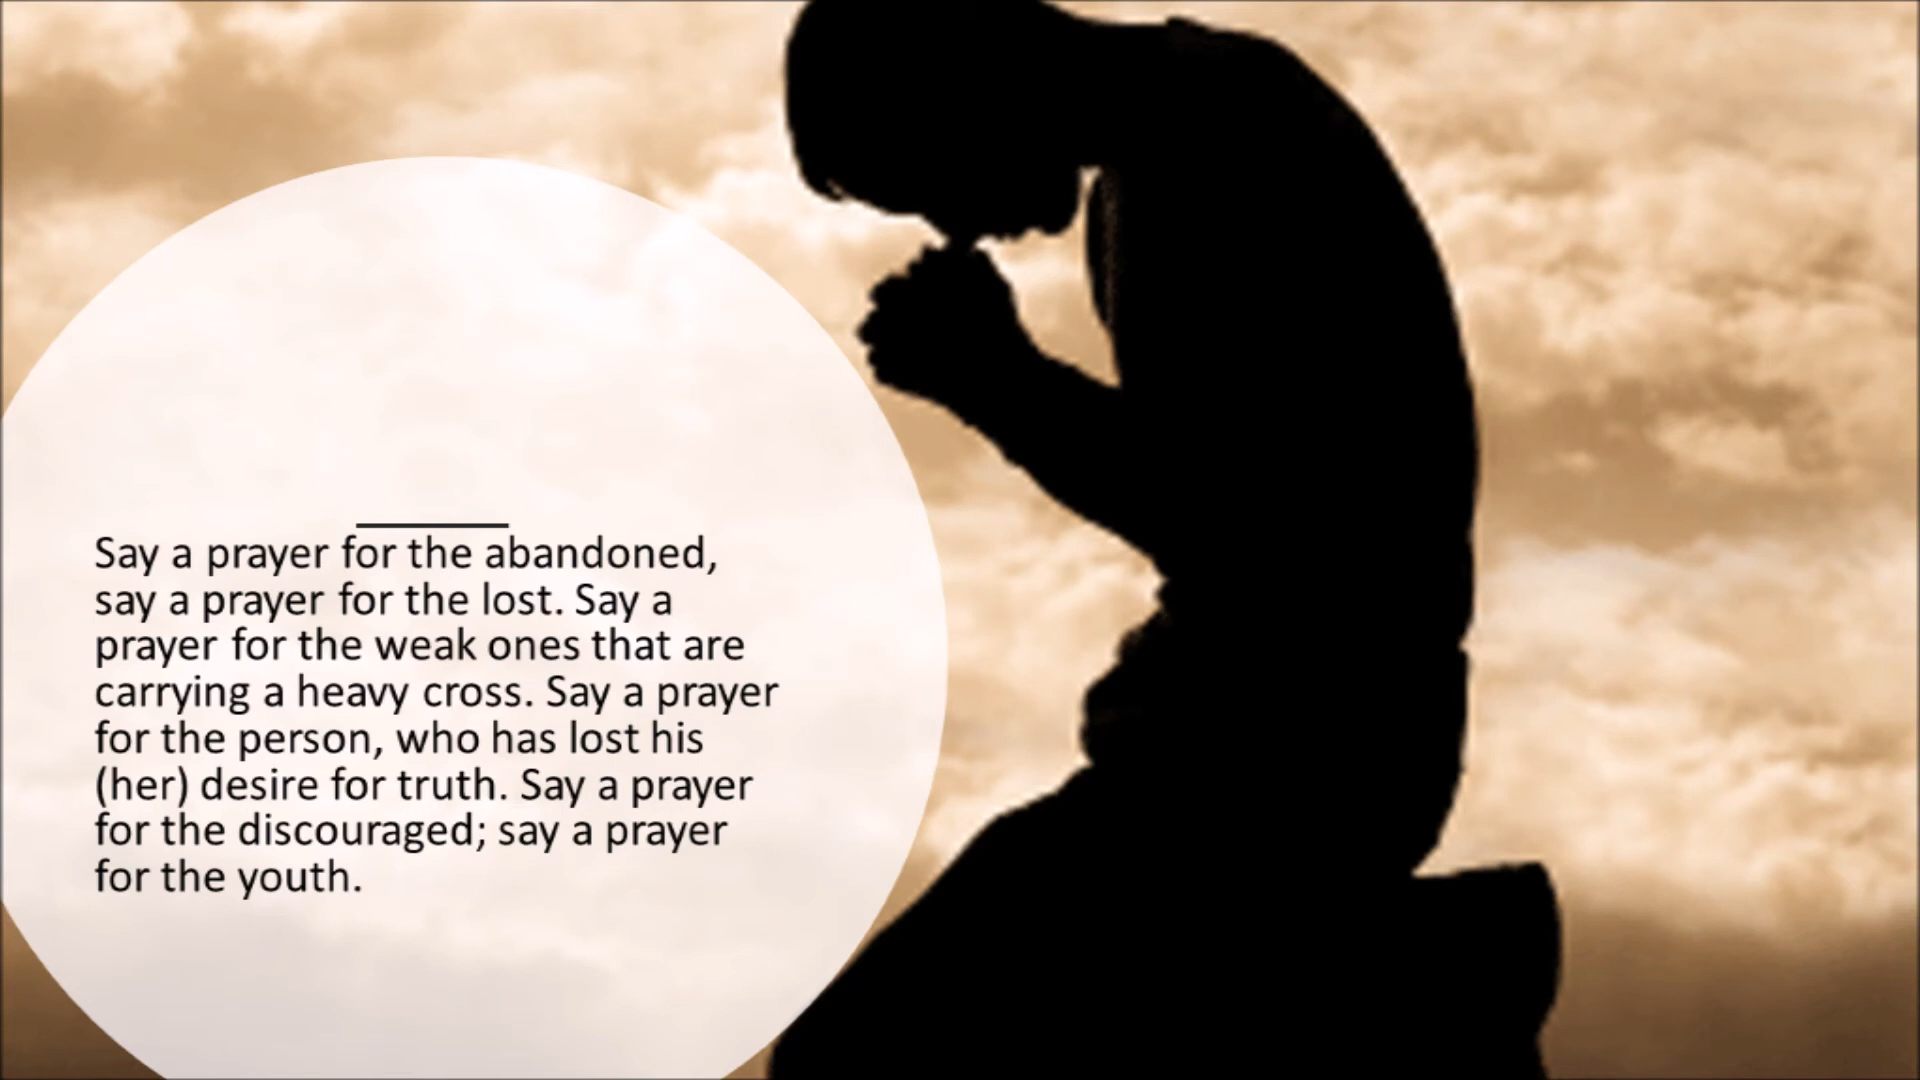 Say a prayer for the abandoned,
say a prayer for the lost. Say a
prayer for the weak ones that are
carrying a heavy cross. Say a prayer
for the person, who has lost his
(her) desire for truth. Say a prayer
for the discouraged; say a prayer
for the youth.